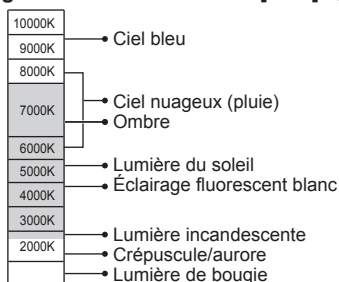 10000K
9000K
Ciel bleu
8000K
7000K
Ciel nuageux (pluie)
Ombre
6000K
5000K
Lumière du soleil
4000K
Éclairage fluorescent blanc
3000K
Lumière incandescente
2000K
Crépuscule/aurore
Lumière de bougie